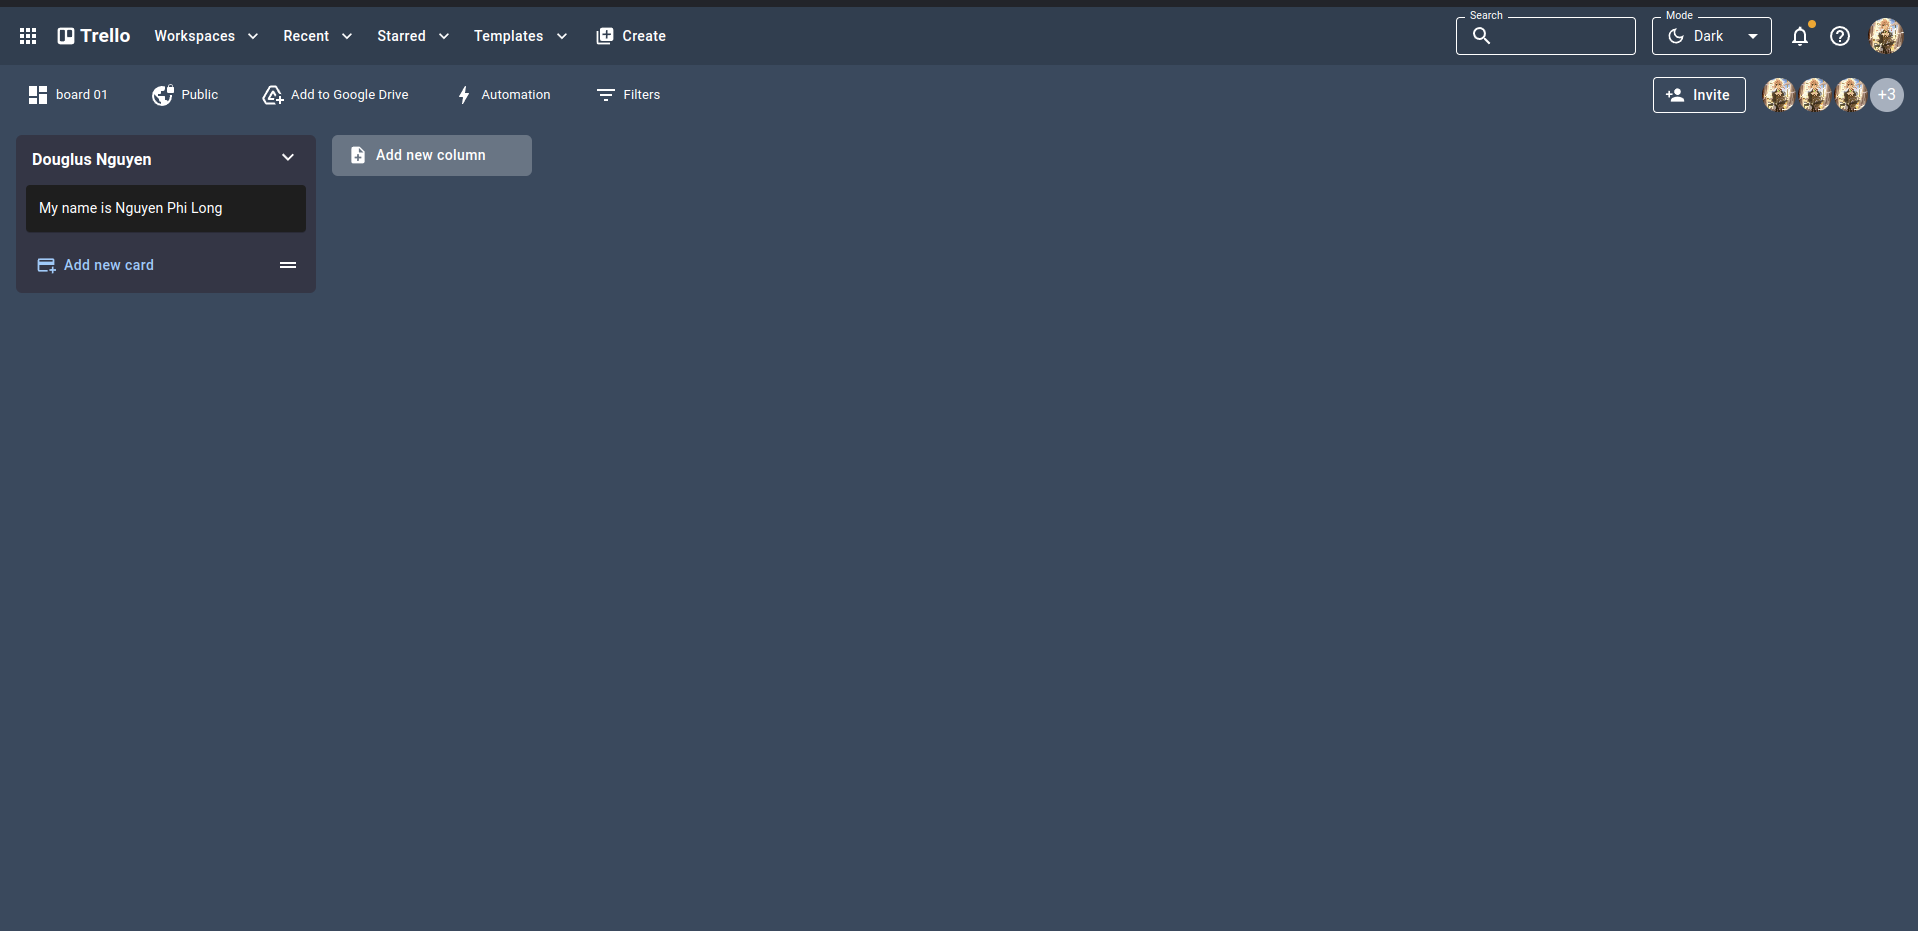 Trello Workspaces Recent Starred Templates Create Search Mode Dark
board 01 Public Add to Google Drive Automation Filters Invite +3
Douglus Nguyen
Add new column
My name is Nguyen Phi Long
Add new card